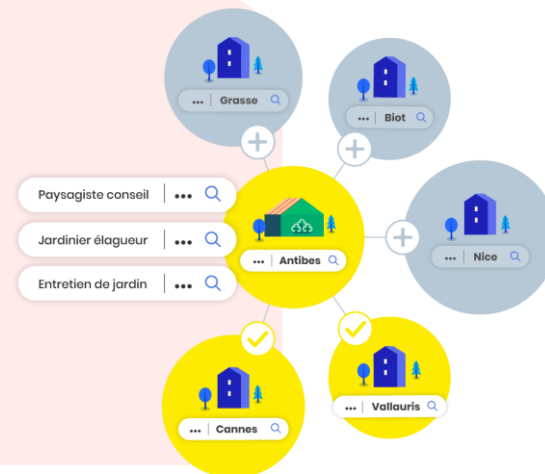 ... | Grasse
... | Biot
Paysagiste conseil | ...
Jardinier élagueur | ...
Entretien de jardin | ...
... | Antibes
... | Nice
... | Cannes
... | Vallauris